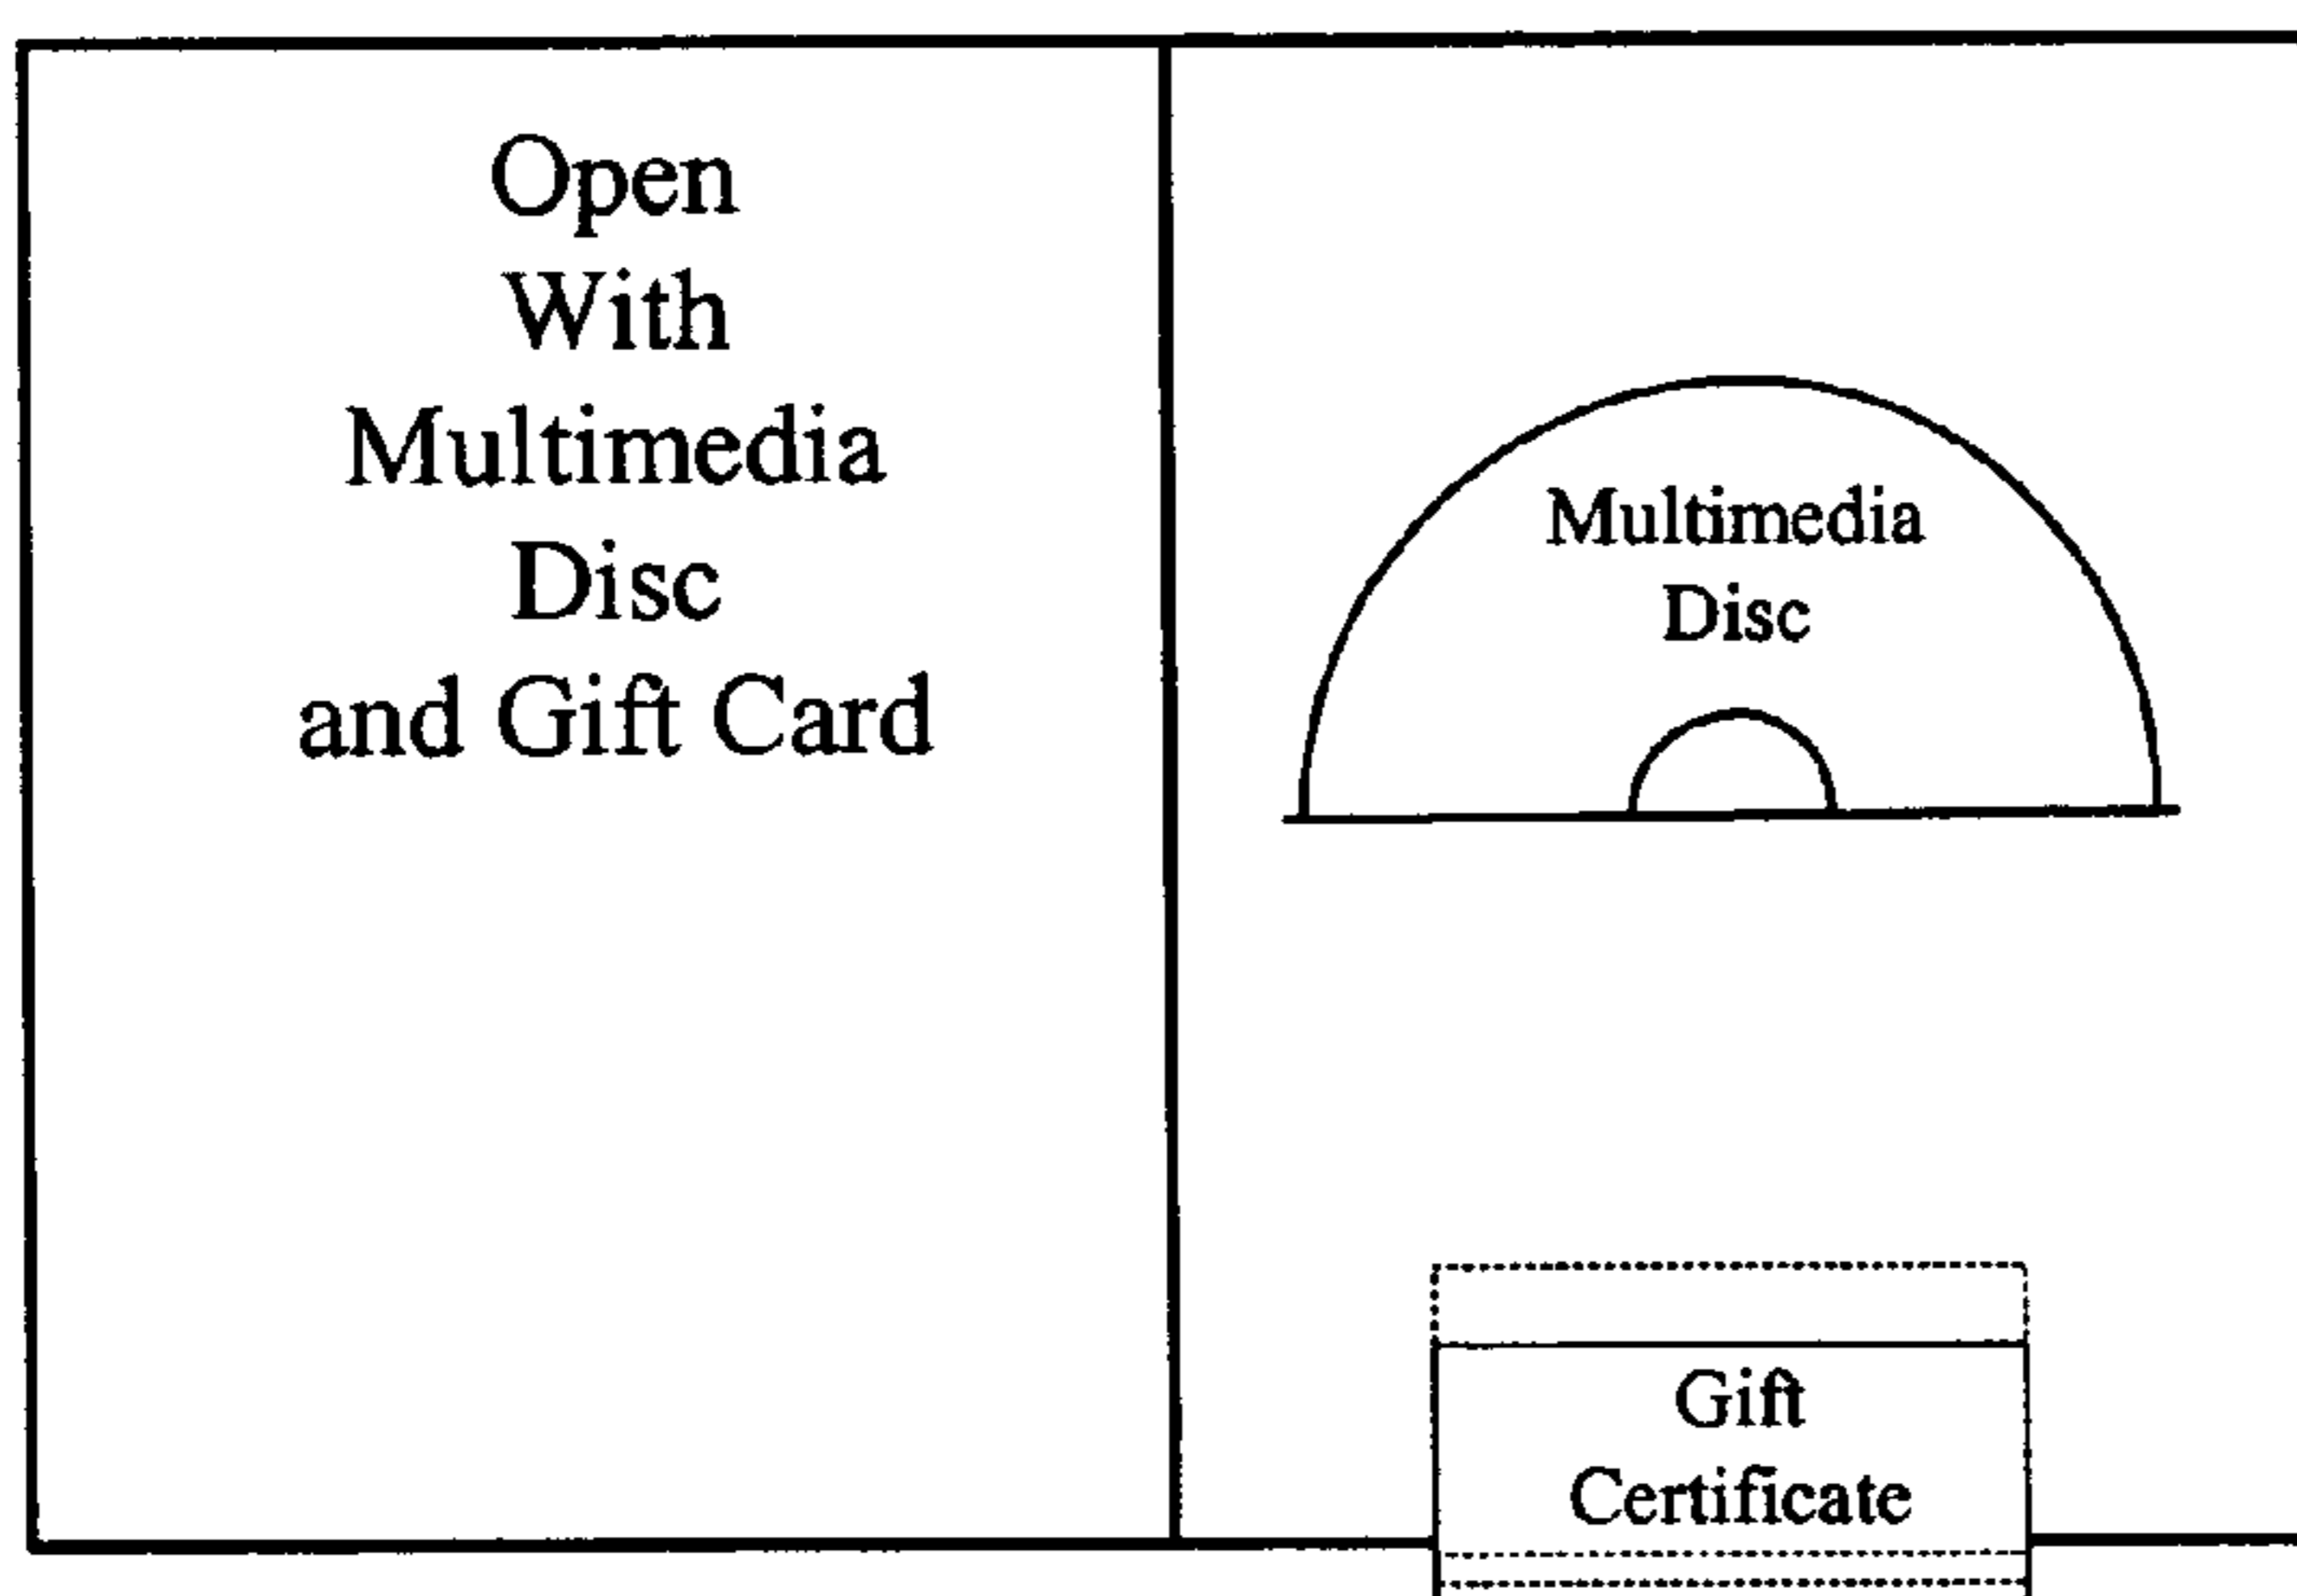 Open
With
Multimedia
Disc
and Gift Card
Multimedia
Disc
Gift
Certificate